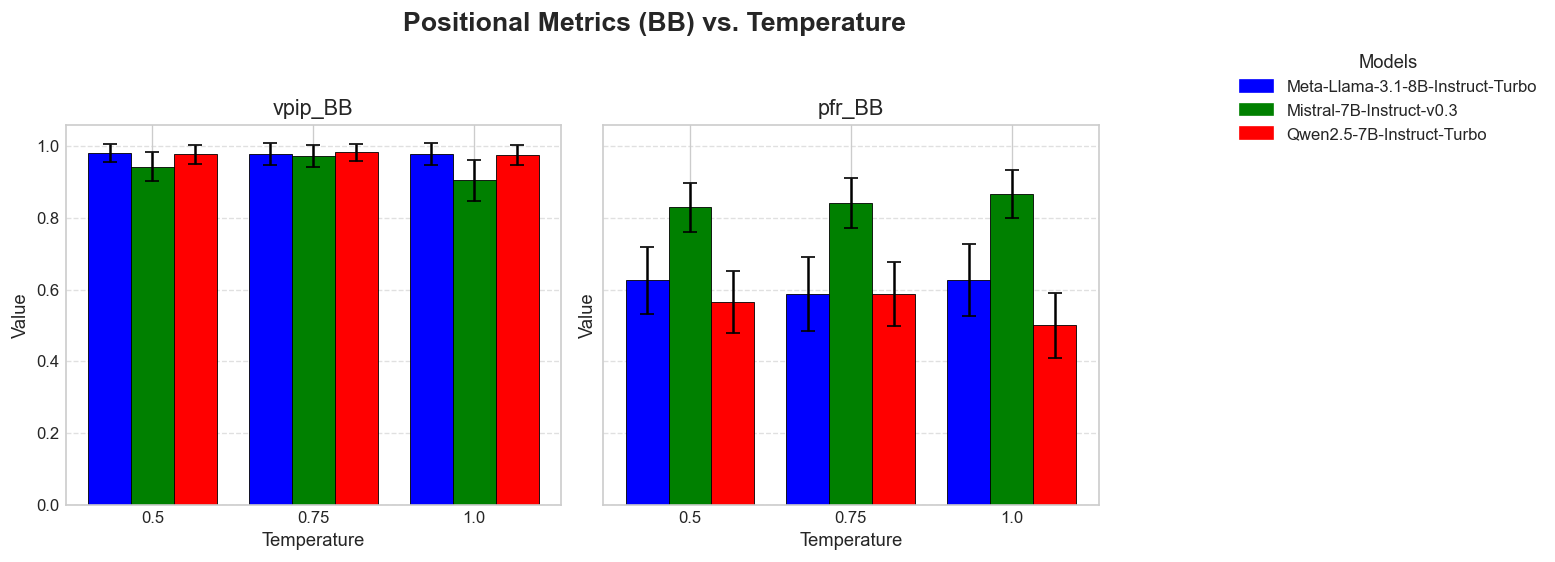 Positional Metrics (BB) vs. Temperature
Models
Meta-Llama-3.1-8B-Instruct-Turbo
Mistral-7B-Instruct-v0.3
Qwen2.5-7B-Instruct-Turbo
vpip_BB
1.0
0.8
0.6
0.4
0.2
0.0
Value
0.5 0.75 1.0
Temperature
pfr_BB
Value
0.5 0.75 1.0
Temperature